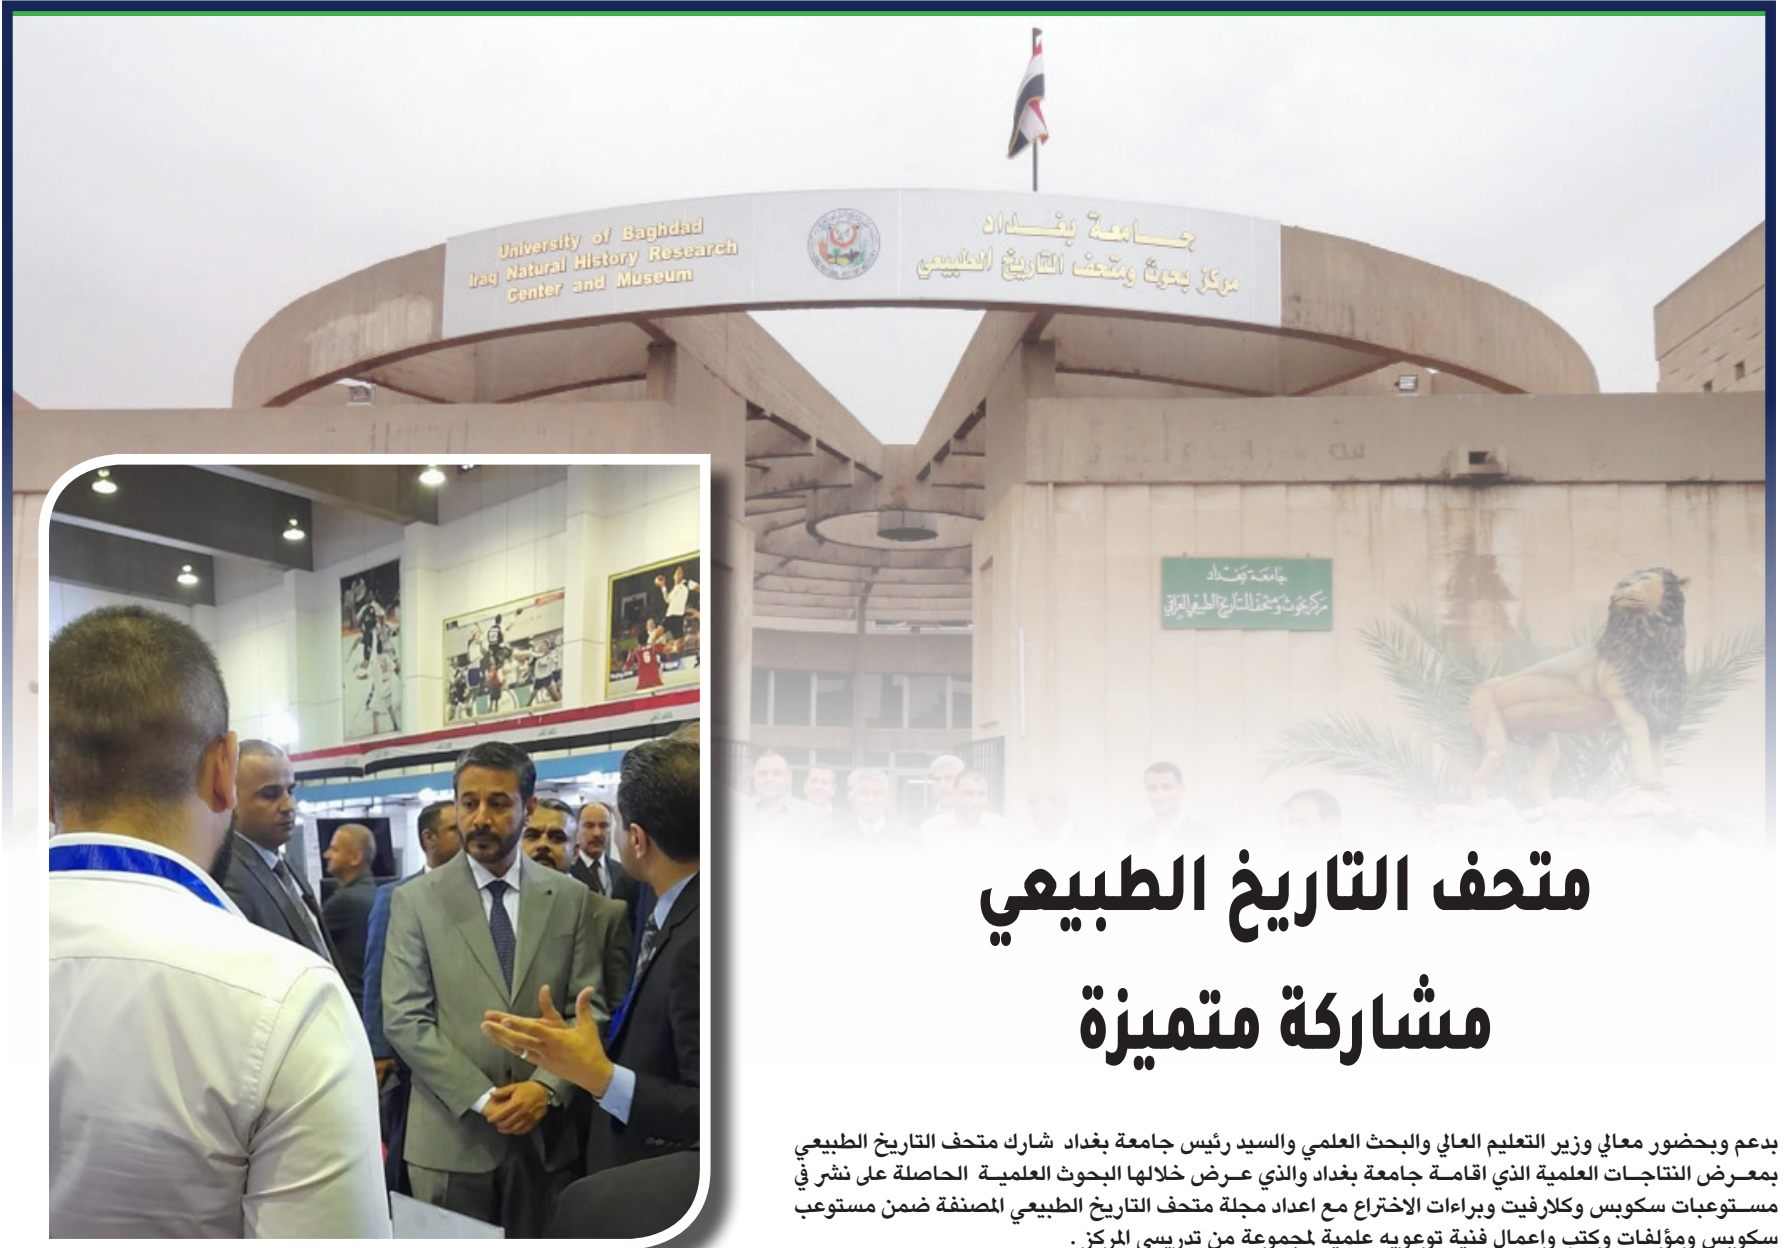 University of Baghdad
Iraq Natural History Research
Center and Museum
جامعة بغداد
مركز بحوث ومتحف التاريخ الطبيعي
جامعة بغداد
مركز بحوث ومتحف التاريخ الطبيعي العراقي
متحف التاريخ الطبيعي
مشاركة متميزة
بدعم وبحضور معالي وزير التعليم العالي والبحث العلمي والسيد رئيس جامعة بغداد شارك متحف التاريخ الطبيعي
بمعرض النتاجات العلمية الذي اقامة جامعة بغداد والذي عرض خلالها البحوث العلمية الحاصلة على نشر في
مستوعبات سكوبس وكلارفيت وبراءات الاختراع مع اعداد مجلة متحف التاريخ الطبيعي المصنفة ضمن مستوعب
سكوبس ومؤلفات وكتب واعمال فنية توعويه علمية لمجموعة من تدريسي المركز .